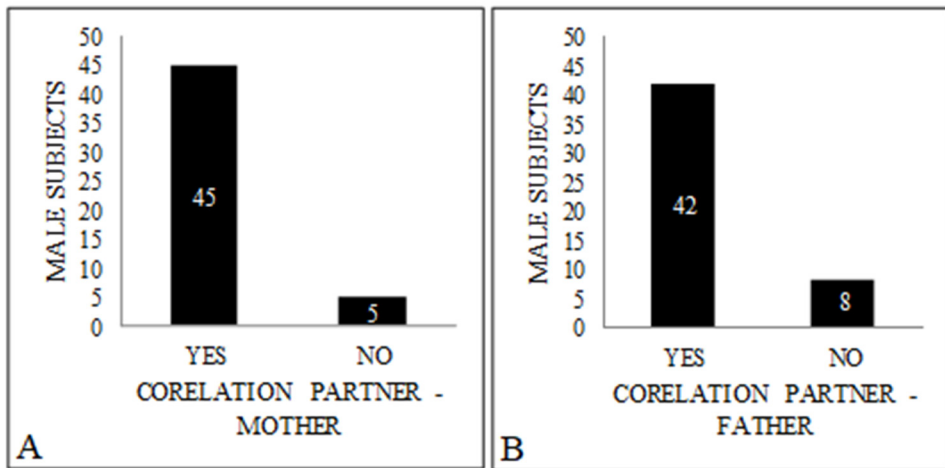 MALE SUBJECTS
50
45
40
35
30
25
20
15
10
5
0
45
5
YES NO
CORELATION PARTNER -
MOTHER
A
MALE SUBJECTS
50
45
40
35
30
25
20
15
10
5
0
42
8
YES NO
CORELATION PARTNER -
FATHER
B